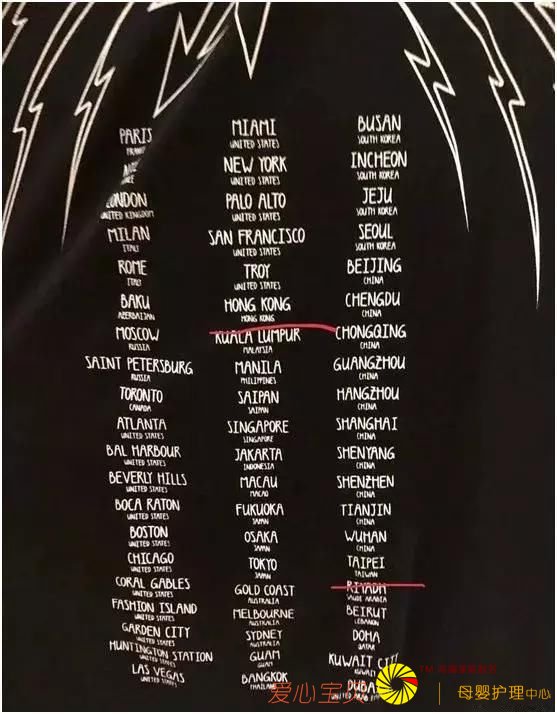 PARIS
LONDON
UNITED KINGDOM
MILAN
ITALY
ROME
ITALY
BAKU
AZERBAIJAN
MOSCOW
RUSSIA
SAINT PETERSBURG
RUSSIA
TORONTO
CANADA
ATLANTA
UNITED STATES
BAL HARBOUR
UNITED STATES
BEVERLY HILLS
UNITED STATES
BOCA RATON
UNITED STATES
BOSTON
UNITED STATES
CHICAGO
UNITED STATES
CORAL GABLES
UNITED STATES
FASHION ISLAND
UNITED STATES
GARDEN CITY
UNITED STATES
HUNTINGTON STATION
UNITED STATES
LAS VEGAS
UNITED STATES
MIAMI
UNITED STATES
NEW YORK
UNITED STATES
PALO ALTO
UNITED STATES
SAN FRANCISCO
UNITED STATES
TROY
UNITED STATES
HONG KONG
HONG KONG
KUALA LUMPUR
MALAYSIA
MANILA
PHILIPPINES
SAIPAN
SAIPAN
SINGAPORE
SINGAPORE
JAKARTA
INDONESIA
MACAU
MACAO
FUKUOKA
JAPAN
OSAKA
JAPAN
TOKYO
JAPAN
GOLD COAST
AUSTRALIA
MELBOURNE
AUSTRALIA
SYDNEY
AUSTRALIA
GUAM
GUAM
BANGKOK
THAILAND
BUSAN
SOUTH KOREA
INCHEON
SOUTH KOREA
JEJU
SOUTH KOREA
SEOUL
SOUTH KOREA
BEIJING
CHINA
CHENGDU
CHINA
CHONGQING
CHINA
GUANGZHOU
CHINA
HANGZHOU
CHINA
SHANGHAI
CHINA
SHENYANG
CHINA
SHENZHEN
CHINA
TIANJIN
CHINA
WUHAN
CHINA
TAIPEI
TAIWAN
RIYADH
SAUDI ARABIA
BEIRUT
LEBANON
DOHA
QATAR
KUWAIT CITY
KUWAIT
DUBAI
UNITED ARAB
爱心宝贝
TM
母婴护理中心